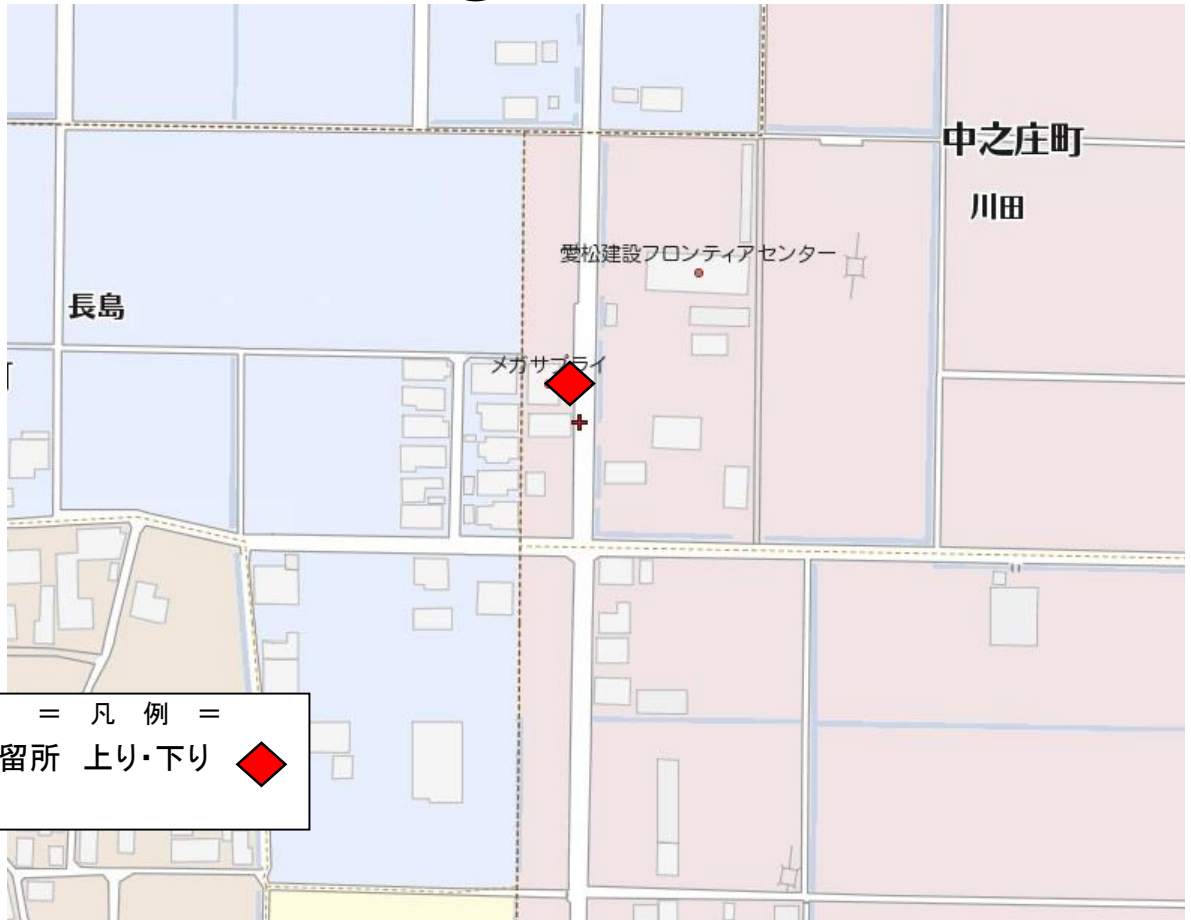 中之庄町
川田
愛松建設フロンティアセンター
長島
メガサプライ
= 凡 例 =
留所 上り・下り